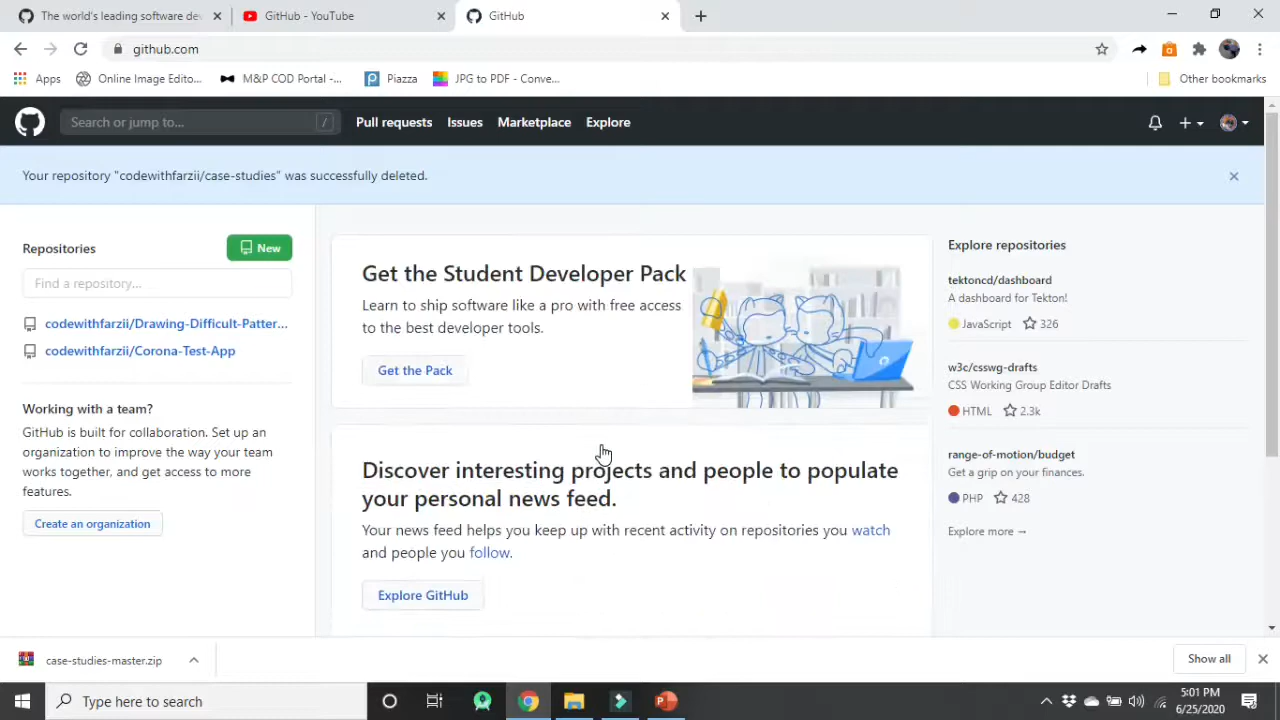 The world's leading software dev
GitHub - YouTube
GitHub
github.com
Apps
Online Image Edito...
M&P COD Portal -...
Piazza
JPG to PDF - Conve...
Other bookmarks
Search or jump to...
/
Pull requests
Issues
Marketplace
Explore
Your repository "codewithfarzii/case-studies" was successfully deleted.
Repositories
New
Find a repository...
codewithfarzii/Drawing-Difficult-Patter...
codewithfarzii/Corona-Test-App
Working with a team?
GitHub is built for collaboration. Set up an
organization to improve the way your team
works together, and get access to more
features.
Create an organization
Get the Student Developer Pack
Learn to ship software like a pro with free access
to the best developer tools.
Get the Pack
Discover interesting projects and people to populate
your personal news feed.
Your news feed helps you keep up with recent activity on repositories you watch
and people you follow.
Explore GitHub
Explore repositories
tektoncd/dashboard
A dashboard for Tekton!
JavaScript 326
w3c/csswg-drafts
CSS Working Group Editor Drafts
HTML 2.3k
range-of-motion/budget
Get a grip on your finances.
PHP 428
Explore more →
case-studies-master.zip
Show all
Type here to search
5:01 PM
6/25/2020